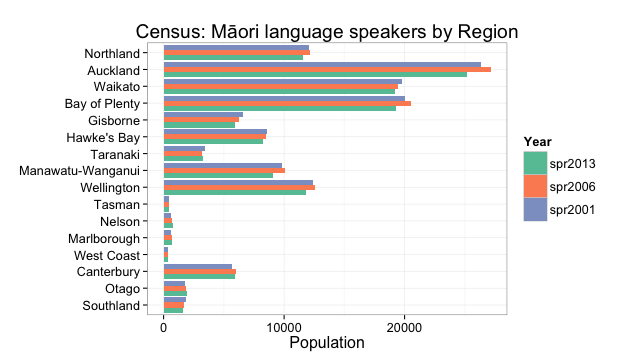 Census: Māori language speakers by Region
Northland
Auckland
Waikato
Bay of Plenty
Gisborne
Hawke's Bay
Taranaki
Manawatu-Wanganui
Wellington
Tasman
Nelson
Marlborough
West Coast
Canterbury
Otago
Southland
0 10000 20000
Population
Year
spr2013
spr2006
spr2001